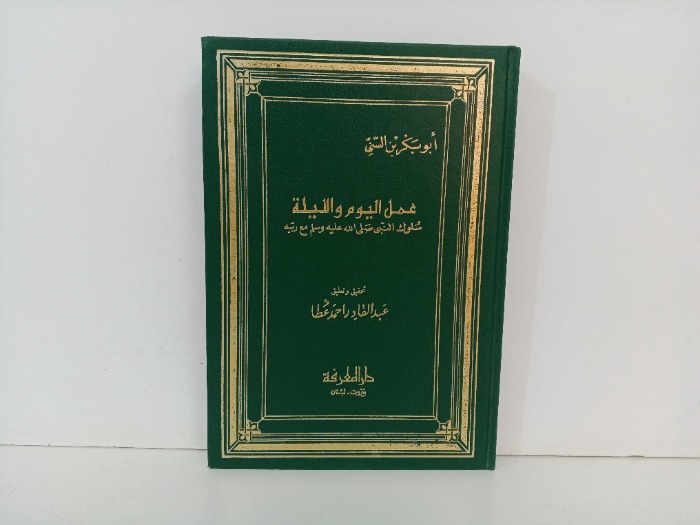 أبو بكر بن السني
عمل اليوم والليلة
سلوك النبي صلى الله عليه وسلم مع ربه
تحقيق وتعليق
عبد القادر احمد عطا
دار المعرفة
بيروت - لبنان